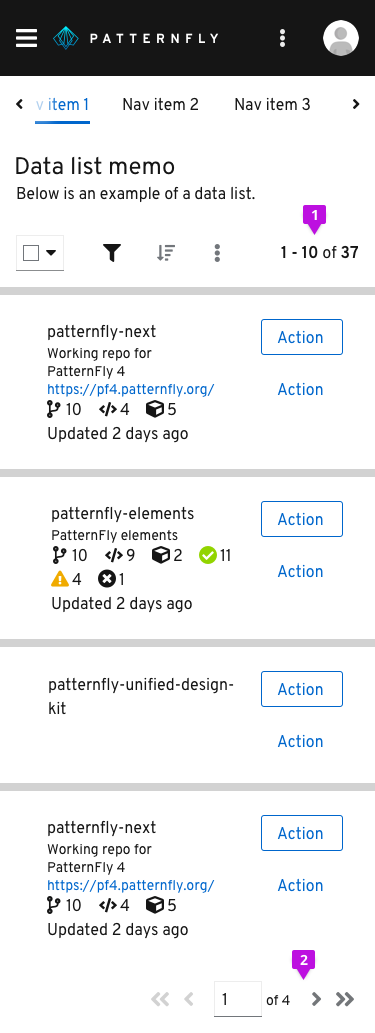 PATTERNFLY
v item 1 Nav item 2 Nav item 3
Data list memo
Below is an example of a data list.
1
1 - 10 of 37
patternfly-next
Action
Working repo for
PatternFly 4
https://pf4.patternfly.org/
Action
10 4 5
Updated 2 days ago
patternfly-elements
Action
PatternFly elements
10 9 2 11
4 1
Action
Updated 2 days ago
patternfly-unified-design-
kit
Action
Action
patternfly-next
Action
Working repo for
PatternFly 4
https://pf4.patternfly.org/
Action
10 4 5
Updated 2 days ago
2
1 of 4